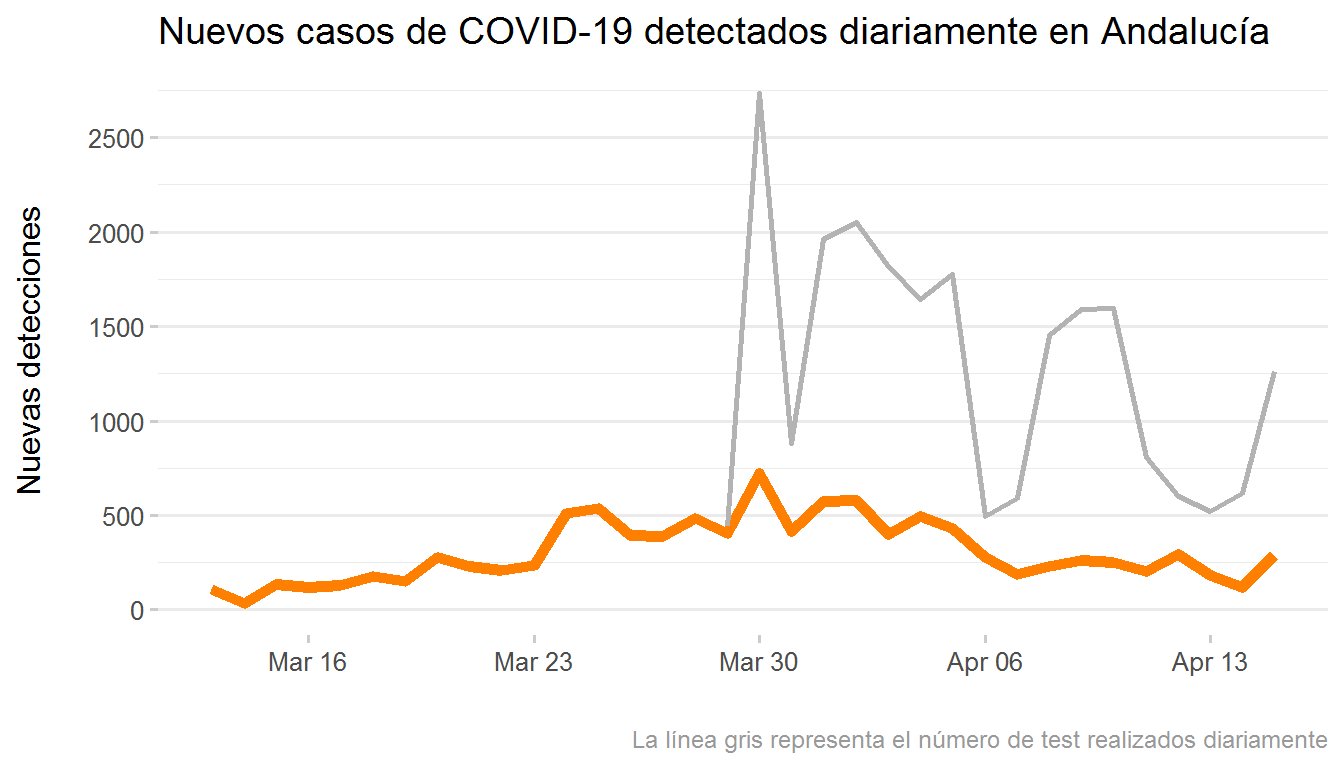 Nuevos casos de COVID-19 detectados diariamente en Andalucía
Nuevas detecciones
2500
2000
1500
1000
500
0
Mar 16
Mar 23
Mar 30
Apr 06
Apr 13
La línea gris representa el número de test realizados diariamente